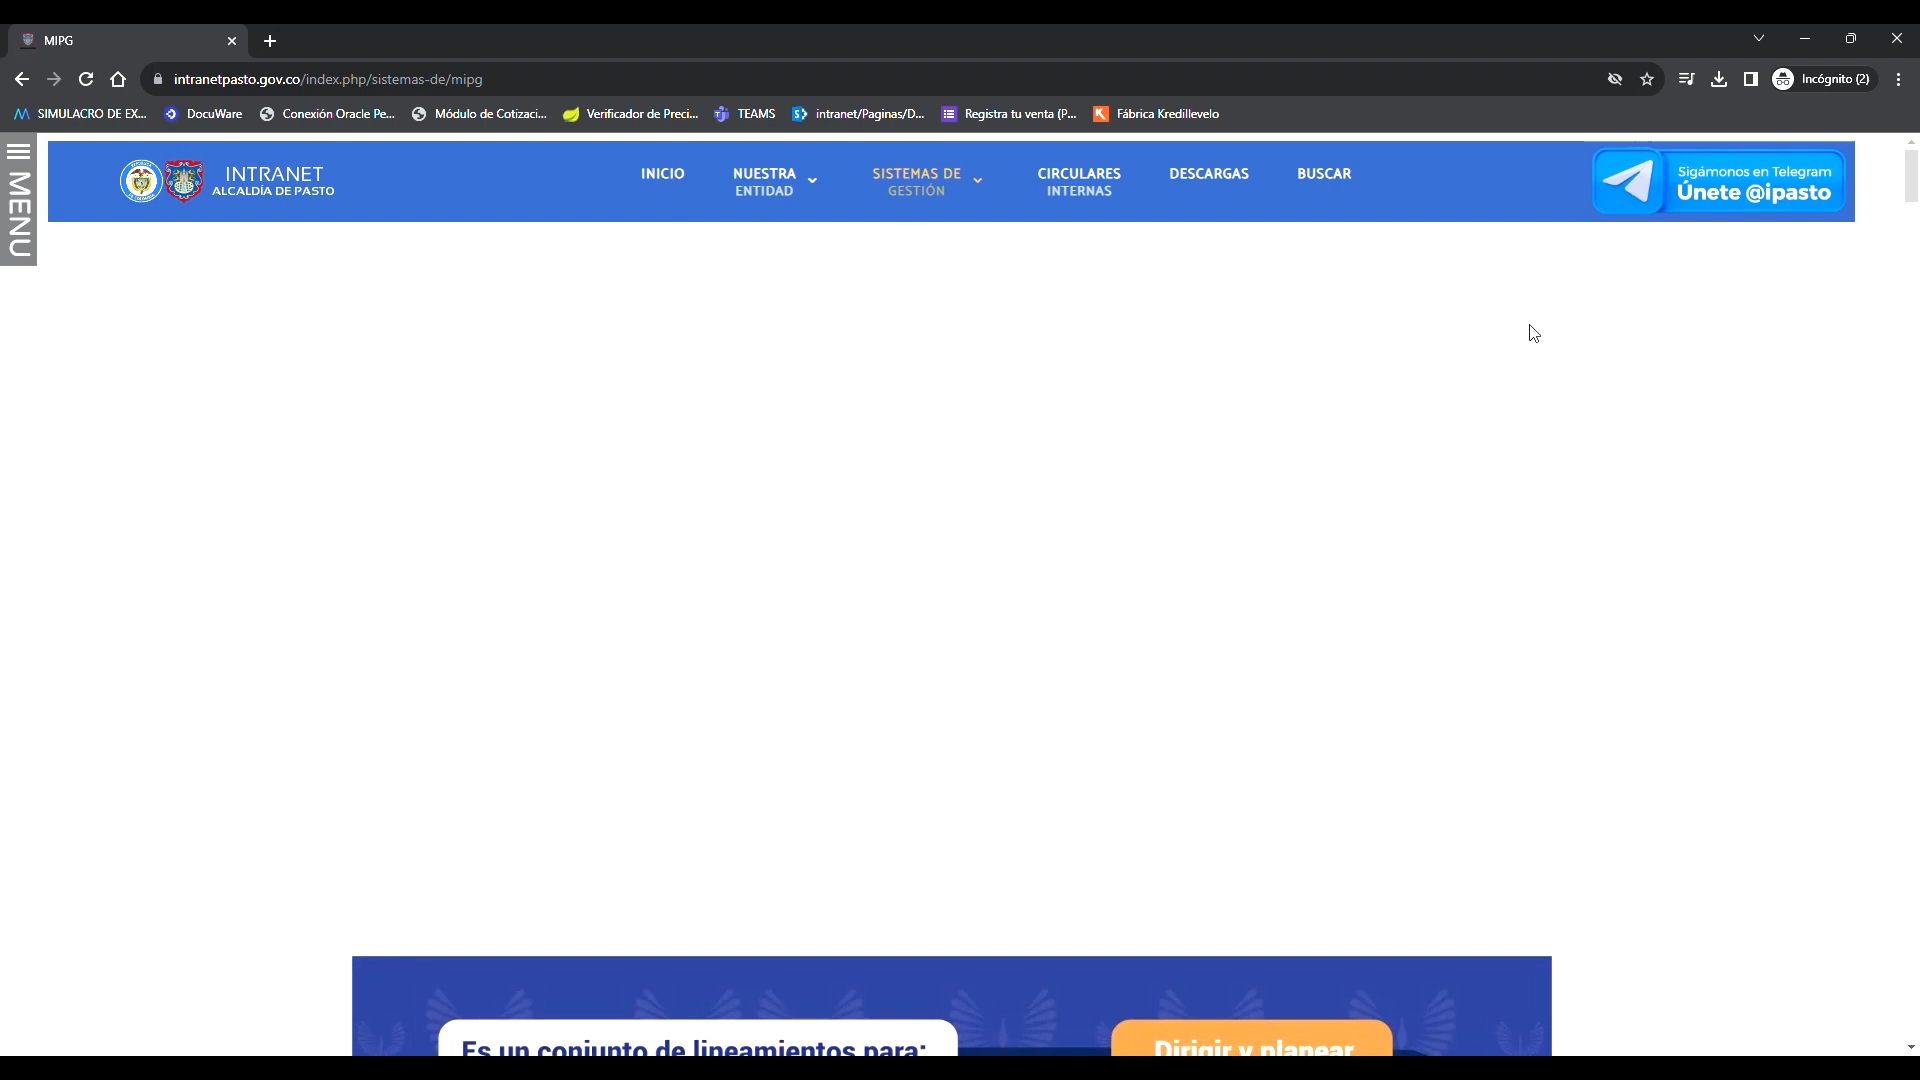 MIPG
intranetpasto.gov.co/index.php/sistemas-de/mipg
Incógnito (2)
SIMULACRO DE EX...
DocuWare
Conexión Oracle Pe...
Módulo de Cotizaci...
Verificador de Preci...
TEAMS
intranet/Paginas/D...
Registra tu venta (P...
Fábrica Kredillevelo
MENU
INTRANET
ALCALDÍA DE PASTO
INICIO
NUESTRA
ENTIDAD
SISTEMAS DE
GESTIÓN
CIRCULARES
INTERNAS
DESCARGAS
BUSCAR
Sigámonos en Telegram
Únete @ipasto
Es un conjunto de lineamientos para:
Dirigir y planear